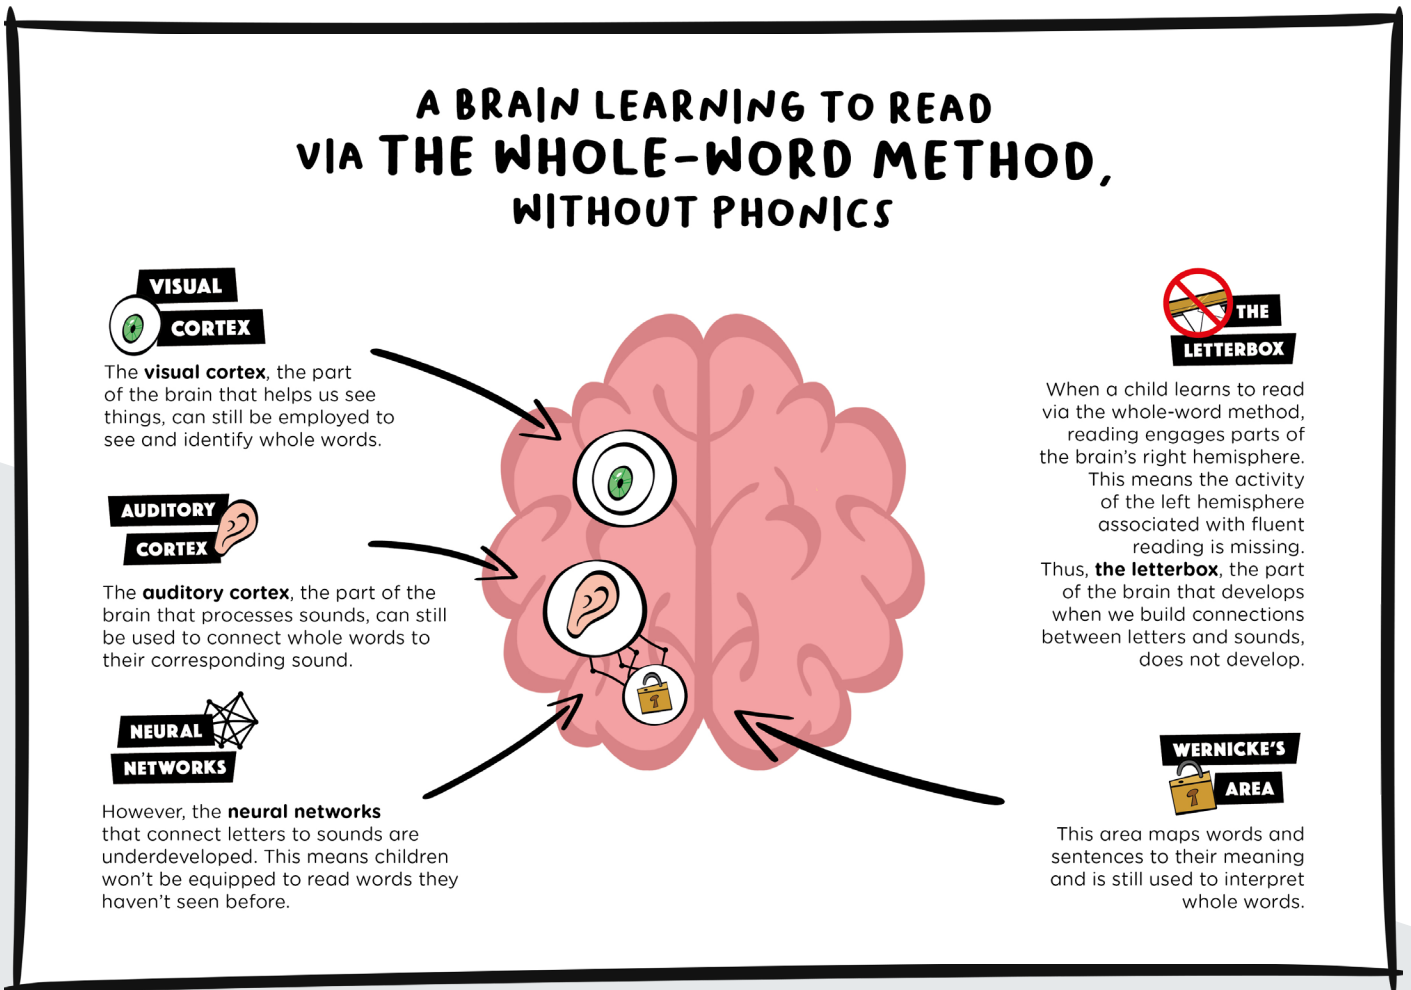 A BRAIN LEARNING TO READ
VIA THE WHOLE-WORD METHOD,
WITHOUT PHONICS
VISUAL
CORTEX
The visual cortex, the part
of the brain that helps us see
things, can still be employed to
see and identify whole words.
AUDITORY
CORTEX
The auditory cortex, the part of the
brain that processes sounds, can still
be used to connect whole words to
their corresponding sound.
NEURAL
NETWORKS
However, the neural networks
that connect letters to sounds are
underdeveloped. This means children
won't be equipped to read words they
haven't seen before.
THE
LETTERBOX
When a child learns to read
via the whole-word method,
reading engages parts of
the brain's right hemisphere.
This means the activity
of the left hemisphere
associated with fluent
reading is missing.
Thus, the letterbox, the part
of the brain that develops
when we build connections
between letters and sounds,
does not develop.
WERNICKE'S
AREA
This area maps words and
sentences to their meaning
and is still used to interpret
whole words.